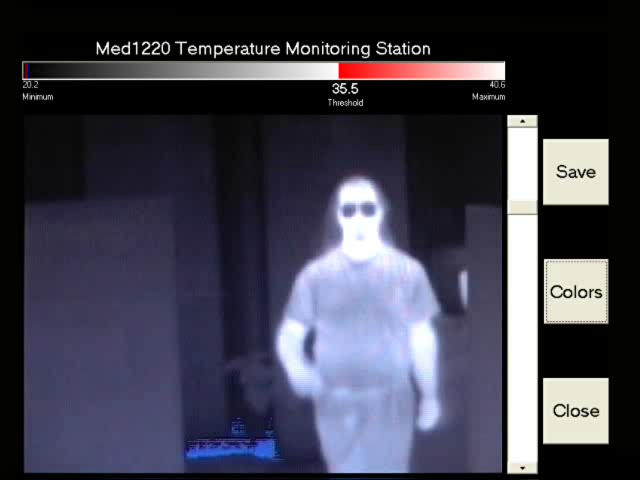 Med1220 Temperature Monitoring Station
20.2 35.5 40.6
Minimum Threshold Maximum
Save
Colors
Close